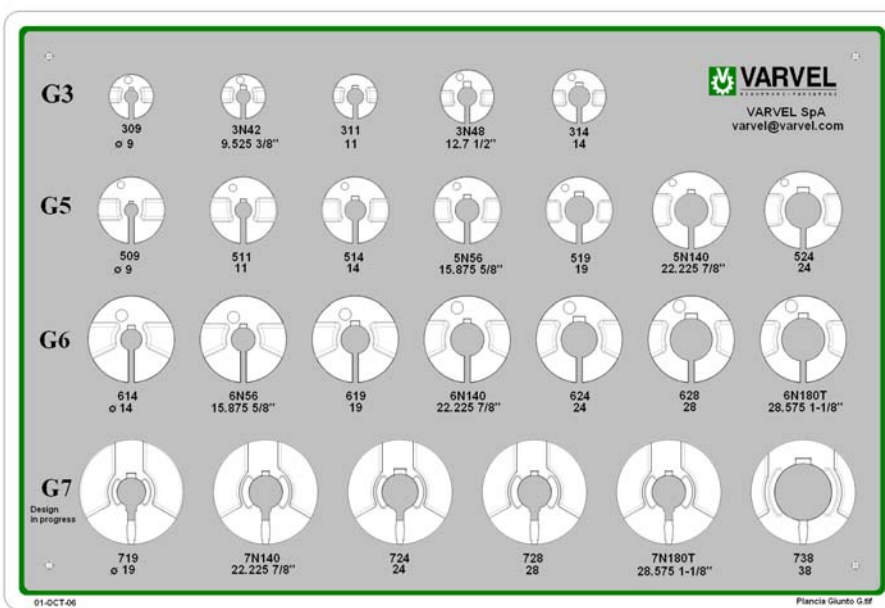 G3
VARVEL
VARVEL SpA
varvel@varvel.com
309 3N42 311 3N48 314
ø 9 9.525 3/8" 11 12.7 1/2" 14
G5
509 511 514 5N56 519 5N140 524
ø 9 11 14 15.875 5/8" 19 22.225 7/8" 24
G6
614 6N56 619 6N140 624 628 6N180T
ø 14 15.875 5/8" 19 22.225 7/8" 24 28 28.575 1-1/8"
G7
Design
in progress
719 7N140 724 728 7N180T 738
ø 19 22.225 7/8" 24 28 28.575 1-1/8" 38
01-OCT-06 Plancia Giunto G.tif